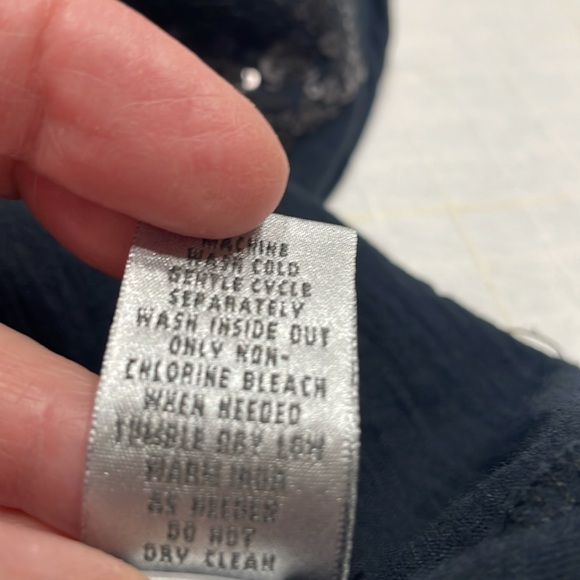 MACHINE
WASH COLD
GENTLE CYCLE
SEPARATELY
WASH INSIDE OUT
ONLY NON-
CHLORINE BLEACH
WHEN NEEDED
TUMBLE DRY LOW
WARM IRON
AS NEEDED
DO NOT
DRY CLEAN